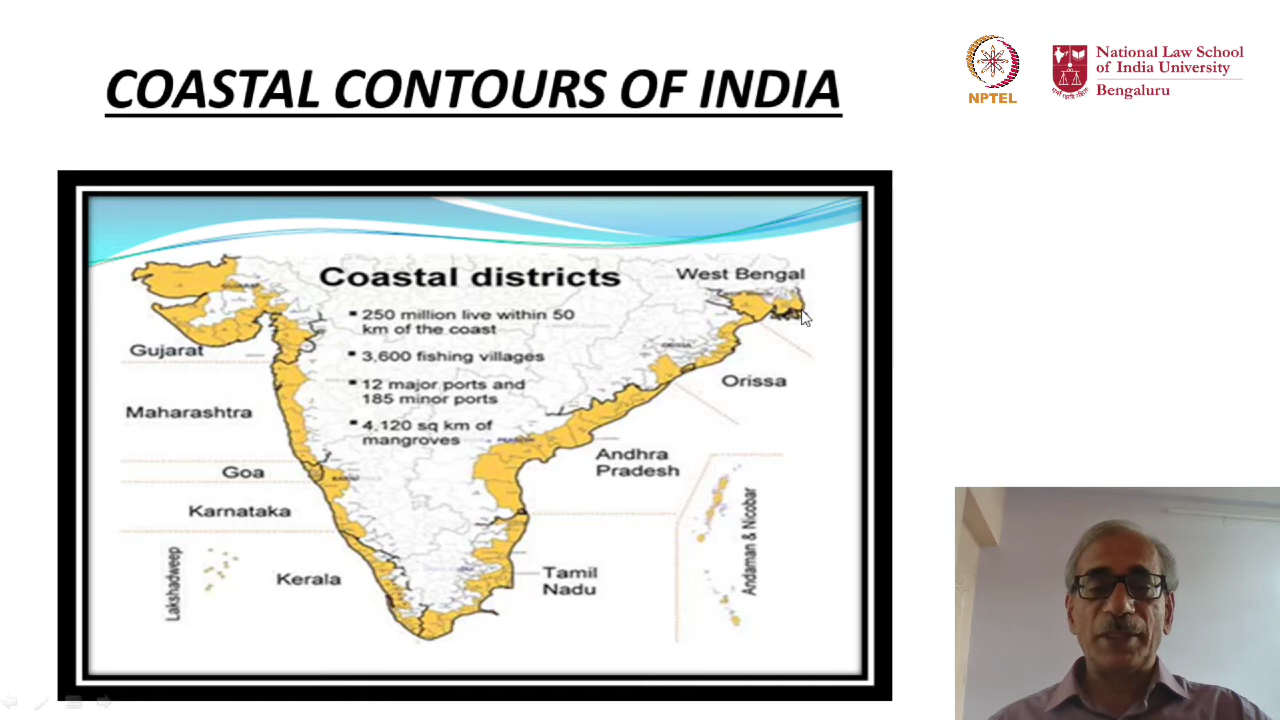 COASTAL CONTOURS OF INDIA
NPTEL
National Law School
of India University
Bengaluru
Coastal districts
▪ 250 million live within 50
km of the coast
▪ 3,600 fishing villages
▪ 12 major ports and
185 minor ports
▪ 4,120 sq km of
mangroves
West Bengal
Gujarat
Orissa
Maharashtra
Andhra
Pradesh
Goa
Karnataka
Andaman & Nicobar
Lakshadweep
Kerala
Tamil
Nadu